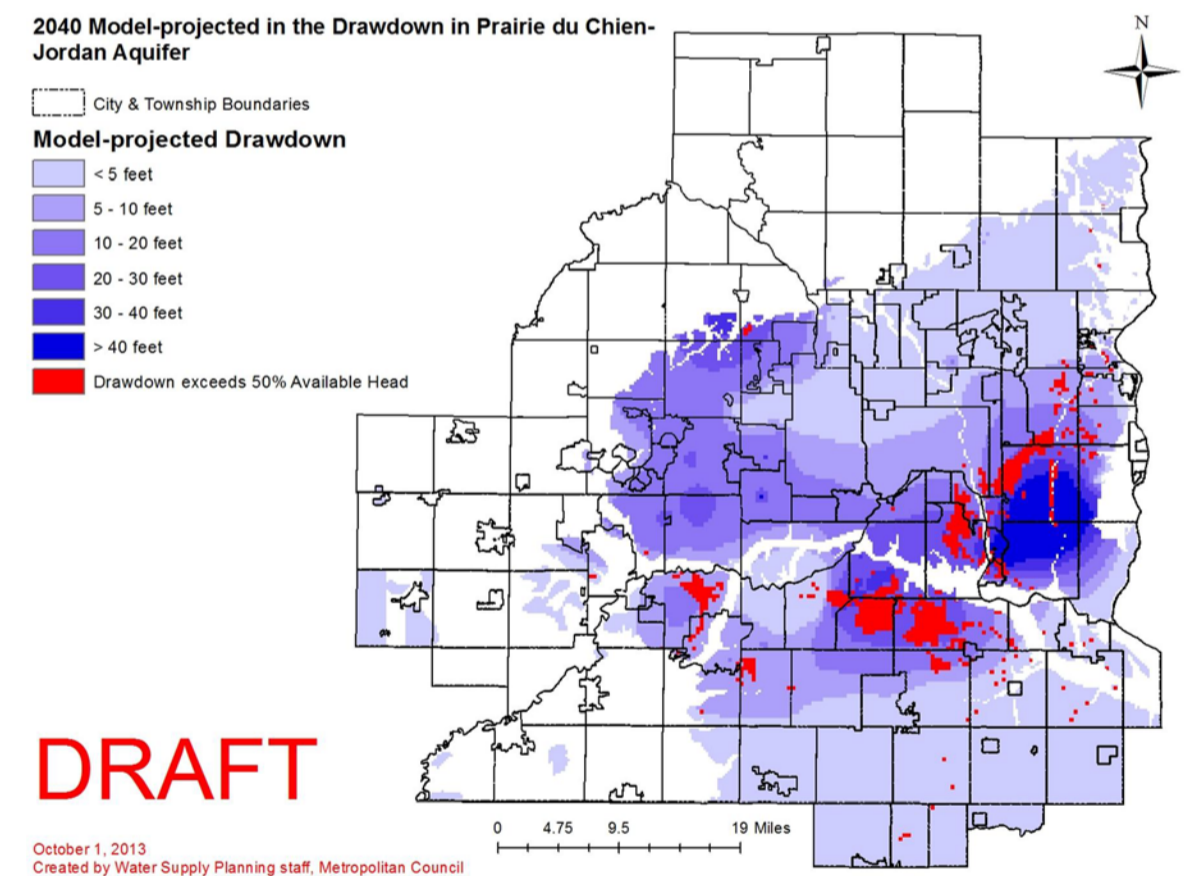 2040 Model-projected in the Drawdown in Prairie du Chien-
Jordan Aquifer
N
City & Township Boundaries
Model-projected Drawdown
< 5 feet
5 - 10 feet
10 - 20 feet
20 - 30 feet
30 - 40 feet
> 40 feet
Drawdown exceeds 50% Available Head
DRAFT
0 4.75 9.5 19 Miles
October 1, 2013
Created by Water Supply Planning staff, Metropolitan Council